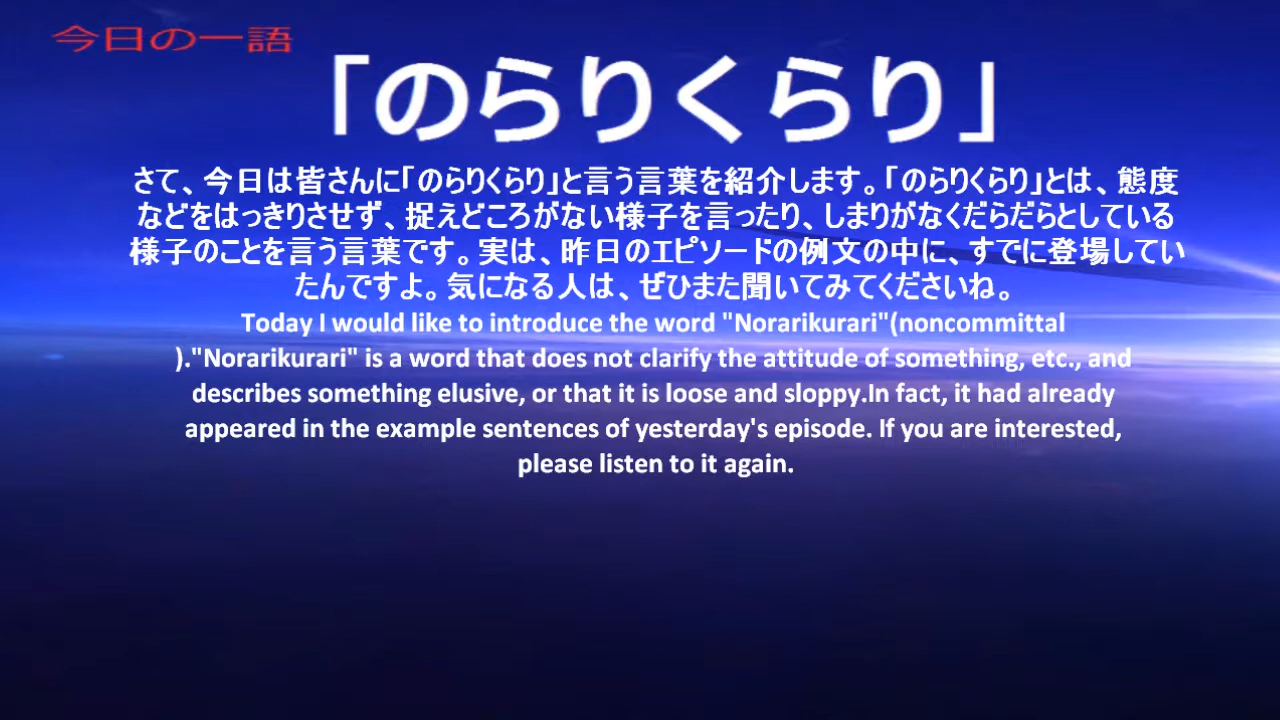 今日の一語
「のらりくらり」
さて、今日は皆さんに「のらりくらり」と言う言葉を紹介します。「のらりくらり」とは、態度
などをはっきりさせず、捉えどころがない様子を言ったり、しまりがなくだらだらとしている
様子のことを言う言葉です。実は、昨日のエピソードの例文の中に、すでに登場してい
たんですよ。気になる人は、ぜひまた聞いてみてくださいね。
Today I would like to introduce the word "Norarikurari"(noncommittal
)."Norarikurari" is a word that does not clarify the attitude of something, etc., and
describes something elusive, or that it is loose and sloppy.In fact, it had already
appeared in the example sentences of yesterday's episode. If you are interested,
please listen to it again.